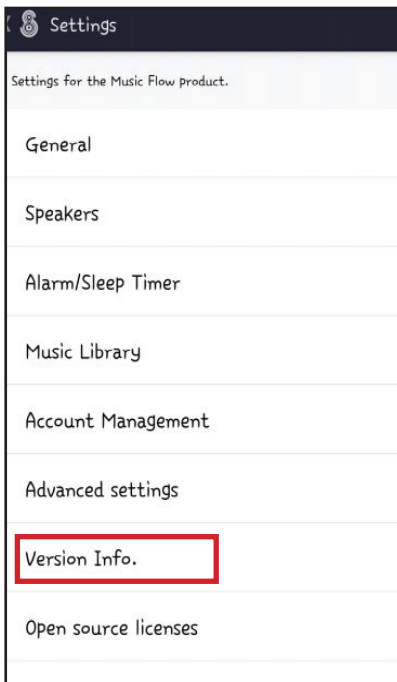 Settings
Settings for the Music Flow product.
General
Speakers
Alarm/Sleep Timer
Music Library
Account Management
Advanced settings
Version Info.
Open source licenses